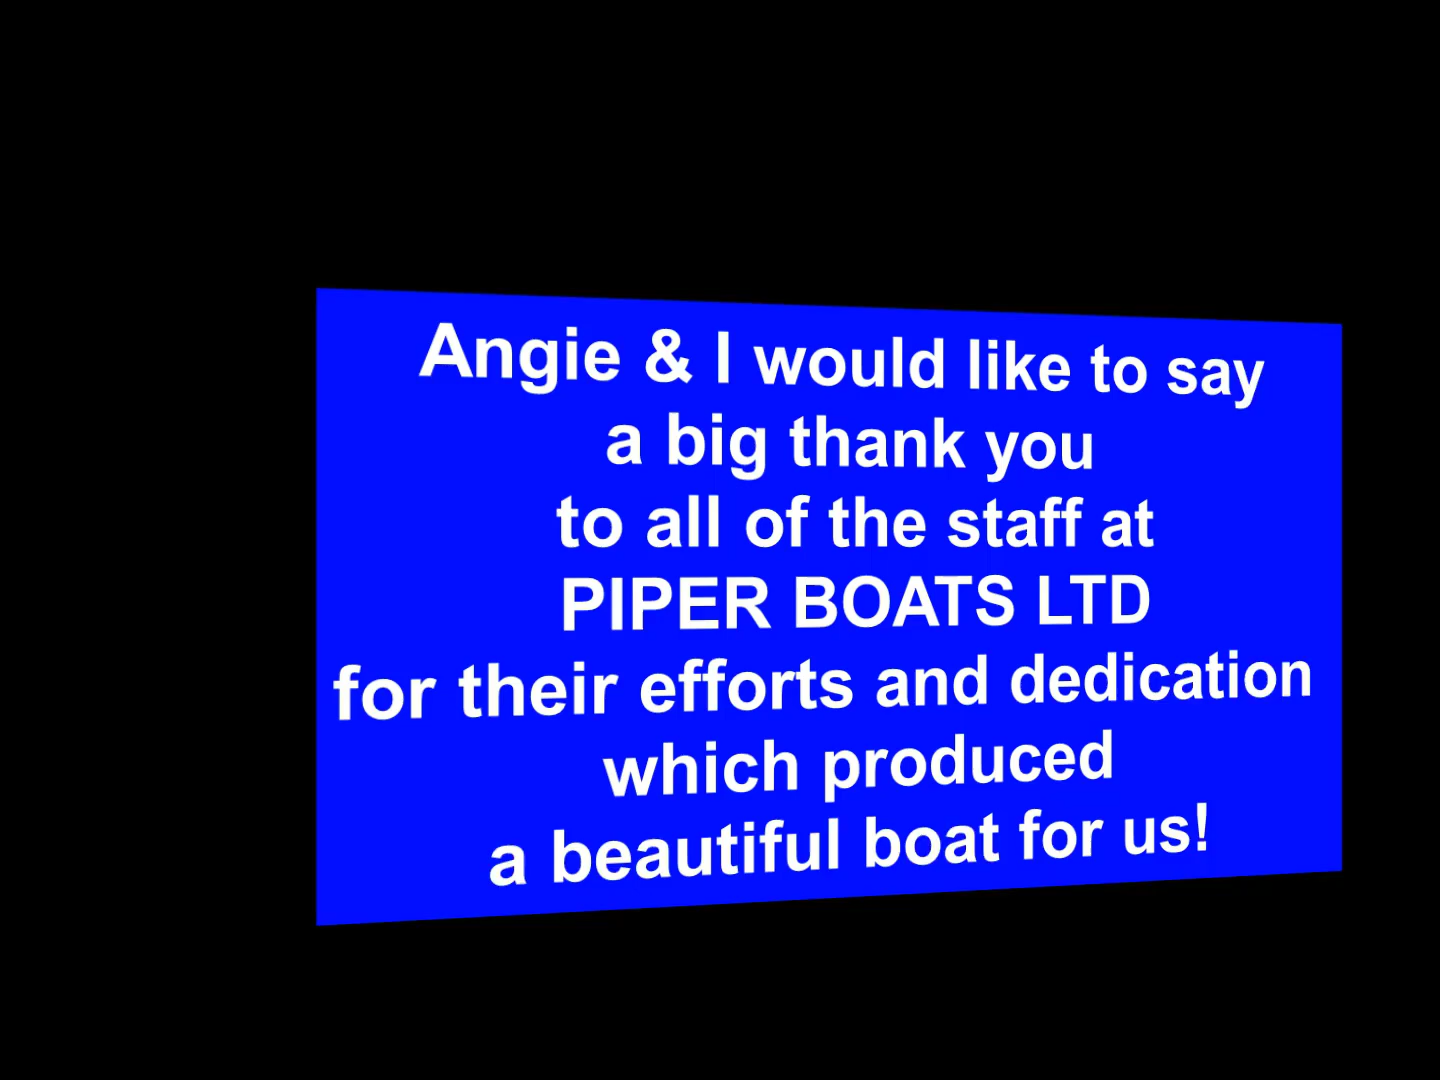 Angie & I would like to say
a big thank you
to all of the staff at
PIPER BOATS LTD
for their efforts and dedication
which produced
a beautiful boat for us!